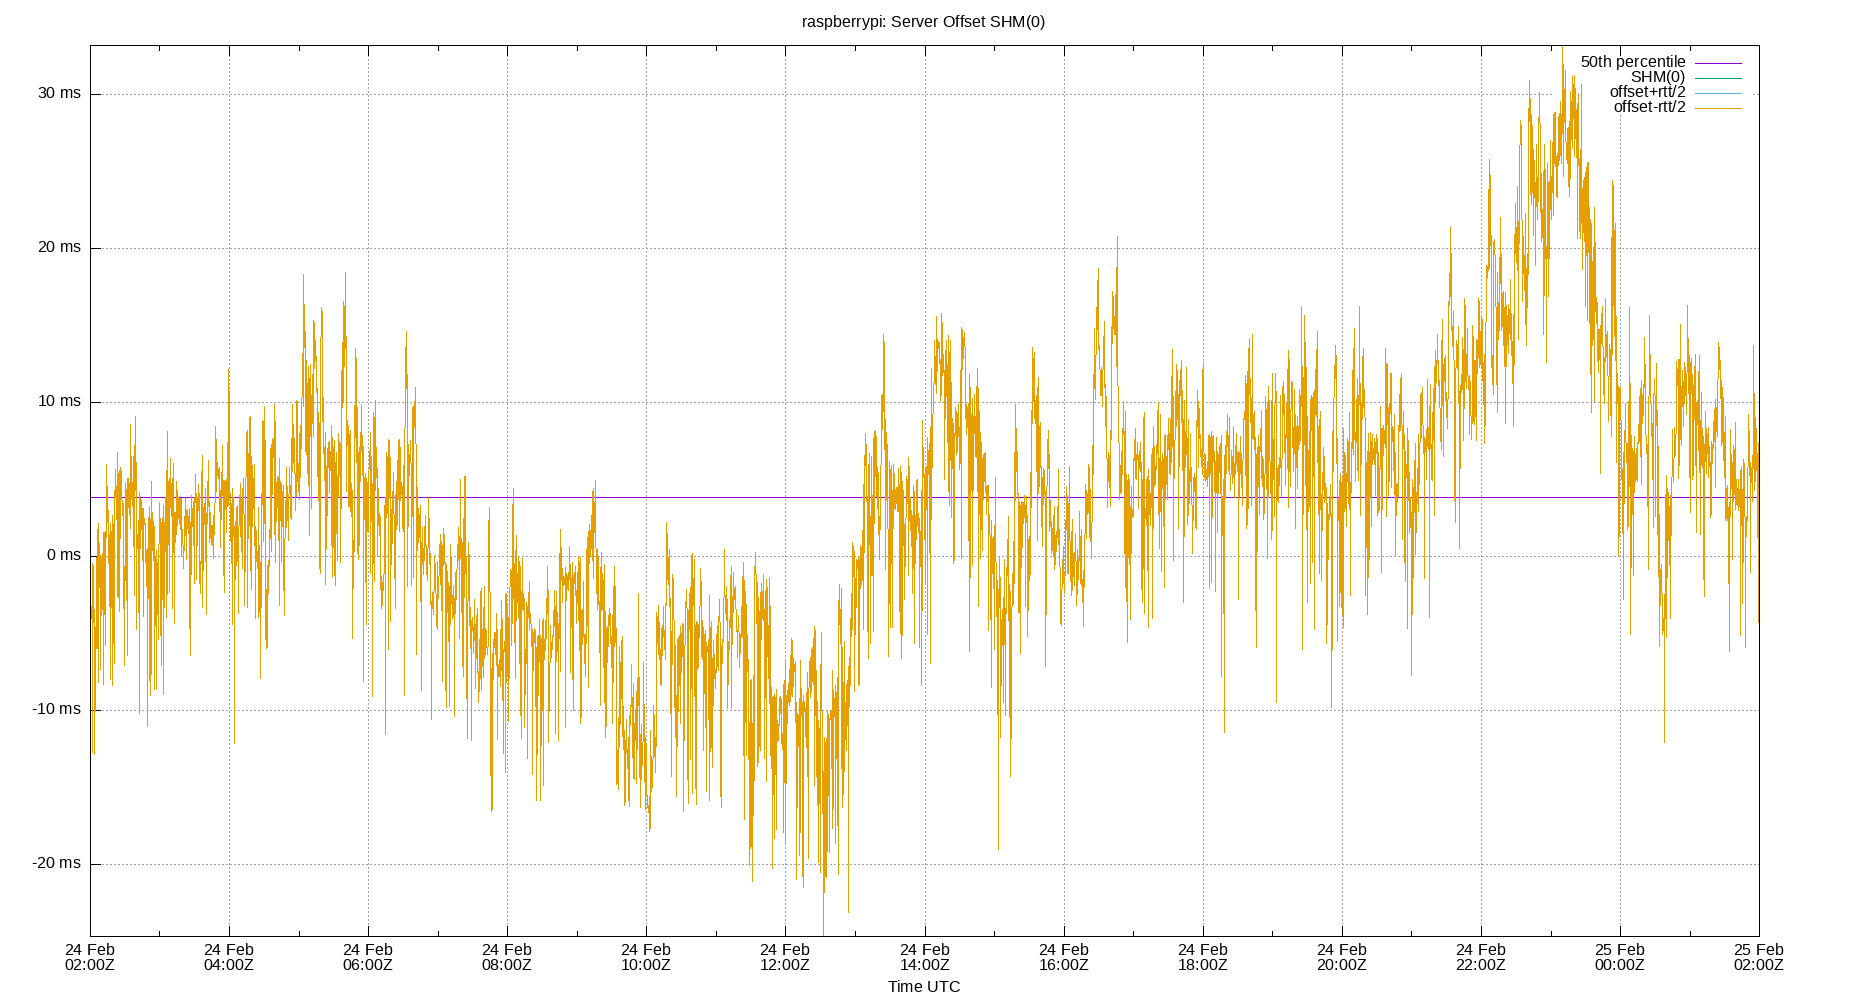 raspberrypi: Server Offset SHM(0)
50th percentile
SHM(0)
offset+rtt/2
offset-rtt/2
30 ms
20 ms
10 ms
0 ms
-10 ms
-20 ms
24 Feb 24 Feb 24 Feb 24 Feb 24 Feb 24 Feb 24 Feb 24 Feb 24 Feb 24 Feb 24 Feb 25 Feb 25 Feb
02:00Z 04:00Z 06:00Z 08:00Z 10:00Z 12:00Z 14:00Z 16:00Z 18:00Z 20:00Z 22:00Z 00:00Z 02:00Z
Time UTC